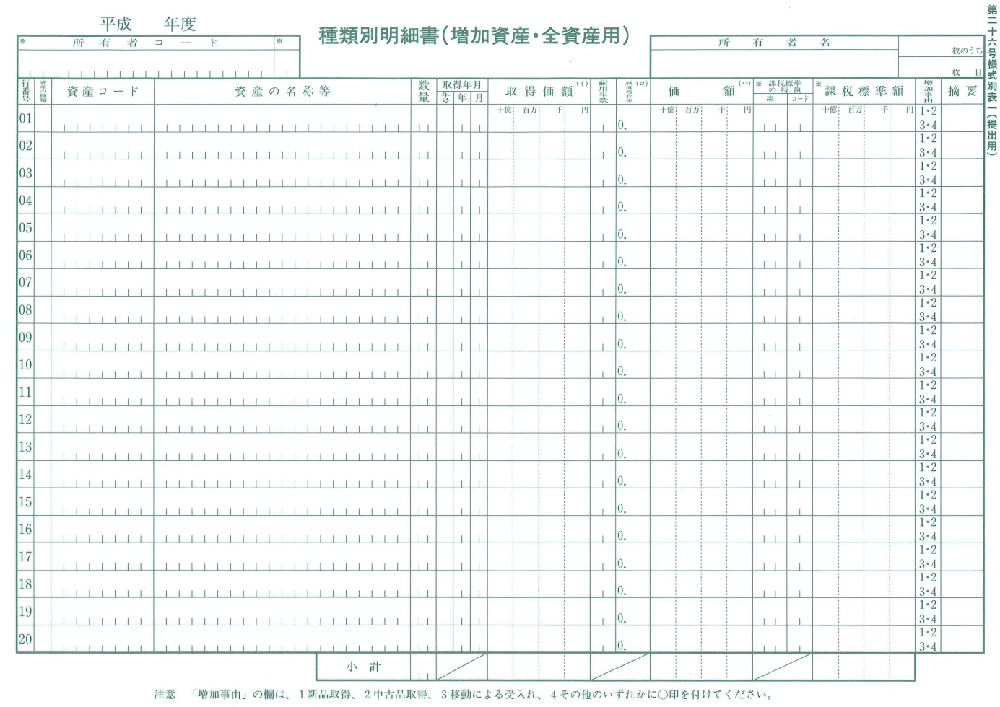 平成　　年度
種類別明細書(増加資産・全資産用)
第二十六号様式別表一(提出用)
※　所有者コード　※
所有者名
枚のうち
枚　目
行番号　資産の種類　資産コード　資産の名称等　数量　取得年月　年号　年　月　取得価額　(イ)　耐用年数　減価残存率　(ロ)　価額　(ハ)　※　課税標準の特例　率　コード　※　課税標準額　増加事由　摘要
01　十億　百万　千　円　0.　十億　百万　千　円　十億　百万　千　円　1・2　3・4
02　0.　1・2　3・4
03　0.　1・2　3・4
04　0.　1・2　3・4
05　0.　1・2　3・4
06　0.　1・2　3・4
07　0.　1・2　3・4
08　0.　1・2　3・4
09　0.　1・2　3・4
10　0.　1・2　3・4
11　0.　1・2　3・4
12　0.　1・2　3・4
13　0.　1・2　3・4
14　0.　1・2　3・4
15　0.　1・2　3・4
16　0.　1・2　3・4
17　0.　1・2　3・4
18　0.　1・2　3・4
19　0.　1・2　3・4
20　0.　1・2　3・4
小　計
注意　「増加事由」の欄は、1新品取得、2中古品取得、3移動による受入れ、4その他のいずれかに○印を付けてください。